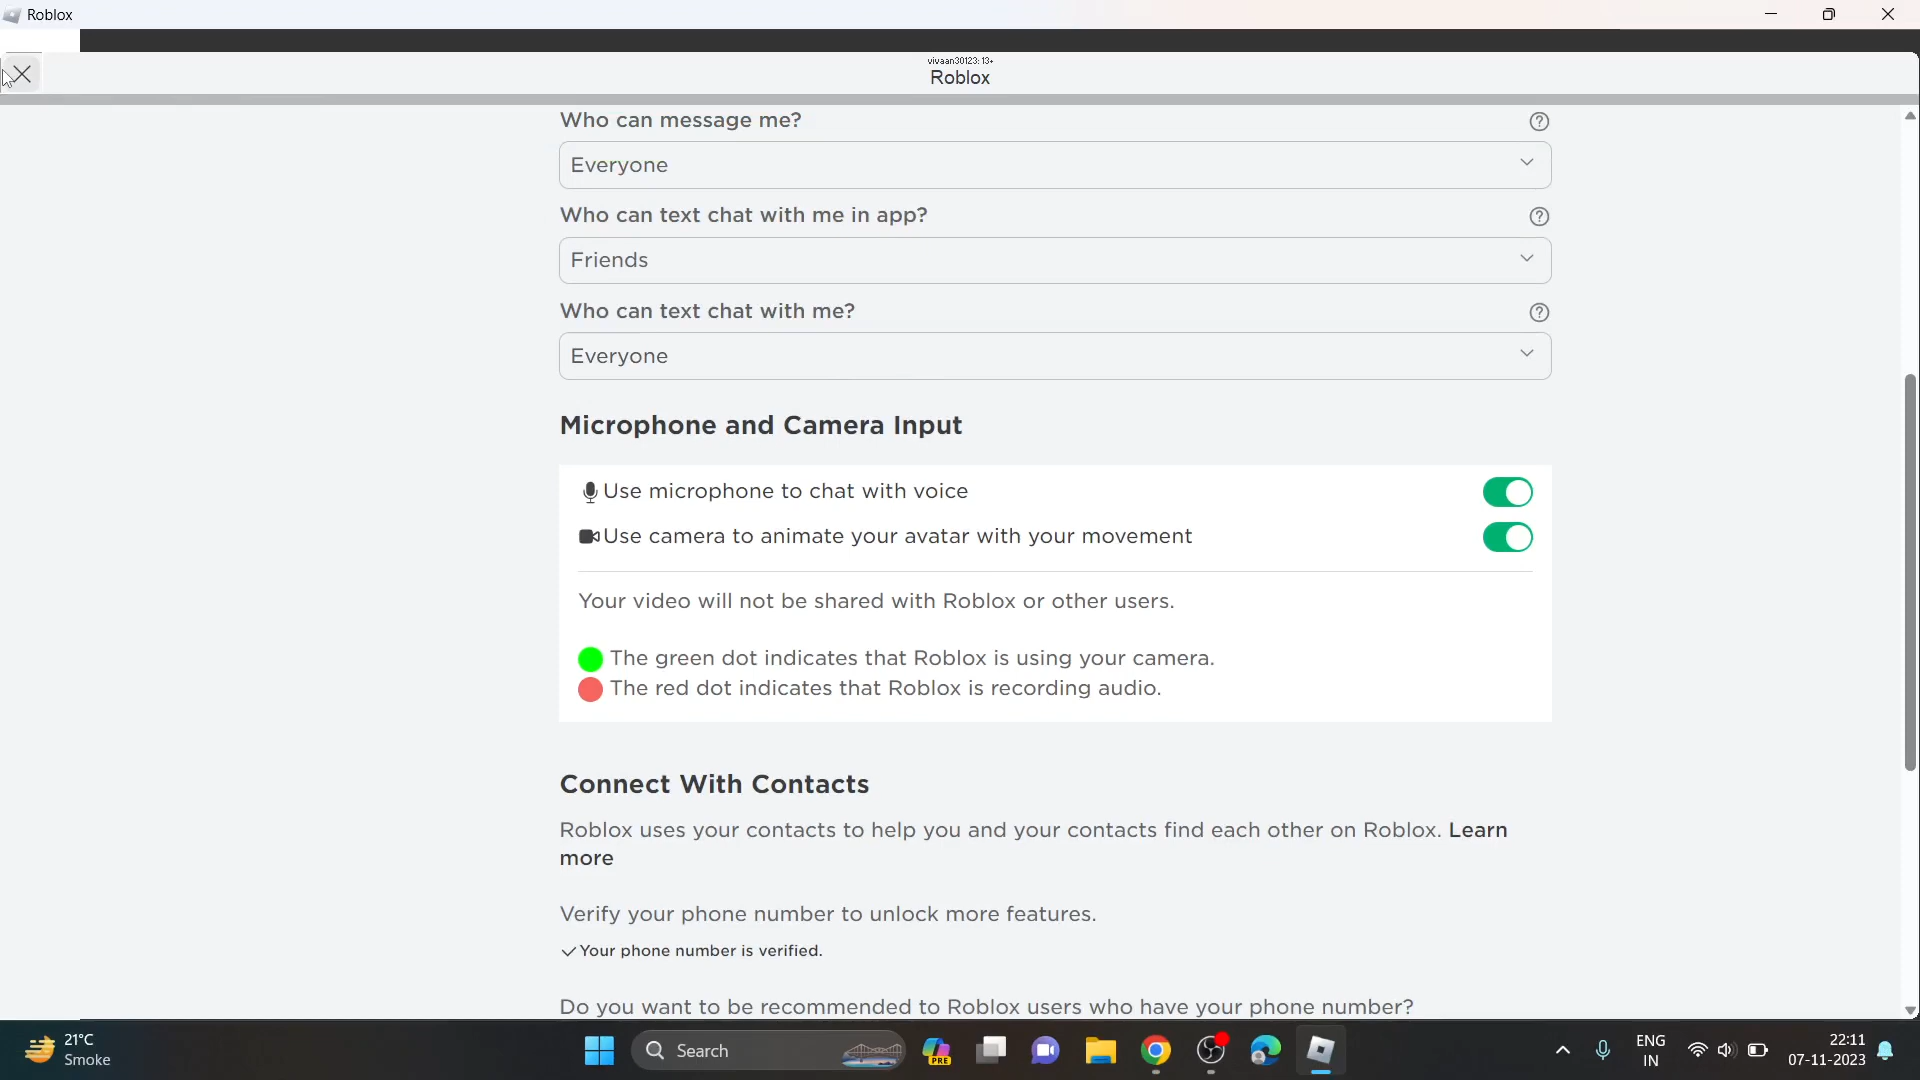 Roblox
vivaan30123: 13+
Roblox
Who can message me?
Everyone
Who can text chat with me in app?
Friends
Who can text chat with me?
Everyone
Microphone and Camera Input
Use microphone to chat with voice
Use camera to animate your avatar with your movement
Your video will not be shared with Roblox or other users.
The green dot indicates that Roblox is using your camera.
The red dot indicates that Roblox is recording audio.
Connect With Contacts
Roblox uses your contacts to help you and your contacts find each other on Roblox. Learn
more
Verify your phone number to unlock more features.
Your phone number is verified.
Do you want to be recommended to Roblox users who have your phone number?
21°C
Smoke
Search
PRE
ENG
IN
22:11
07-11-2023